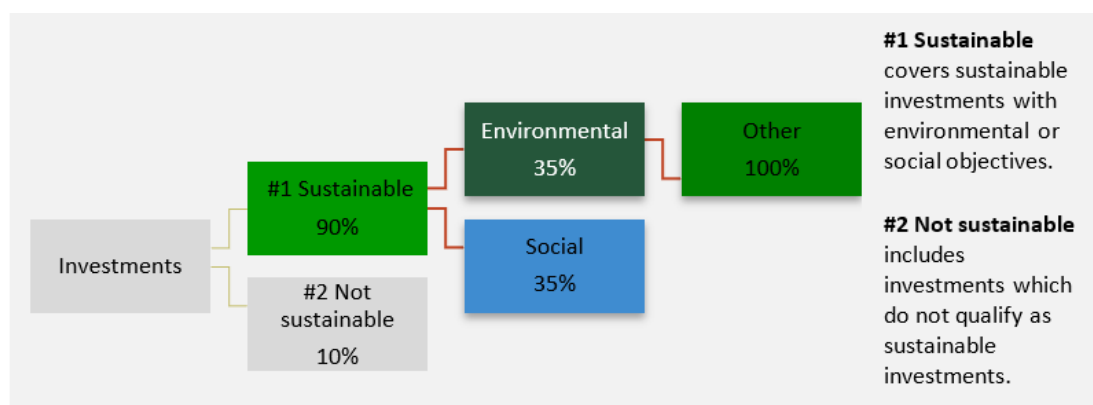 Investments
#1 Sustainable
90%
#2 Not
sustainable
10%
Environmental
35%
Social
35%
Other
100%
#1 Sustainable
covers sustainable
investments with
environmental or
social objectives.
#2 Not sustainable
includes
investments which
do not qualify as
sustainable
investments.